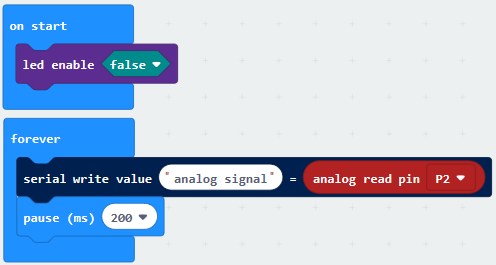 on start
led enable false
forever
serial write value "analog signal" = analog read pin P2
pause (ms) 200